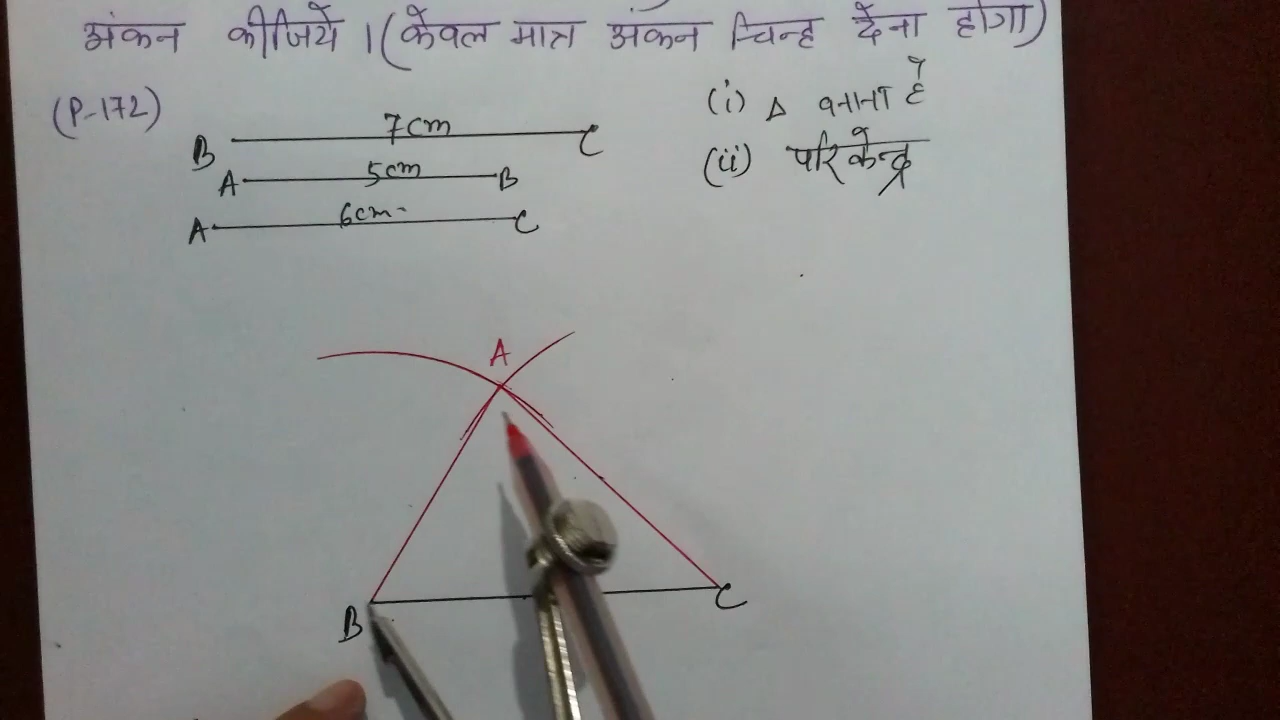 अंकन कीजिये । (केवल मात्र अंकन चिन्ह देना होगा)
(P-172)
B 7cm C
A 5cm B
A 6cm C
(i) Δ बनाना है
(ii) परिकेन्द्र
A
B
C